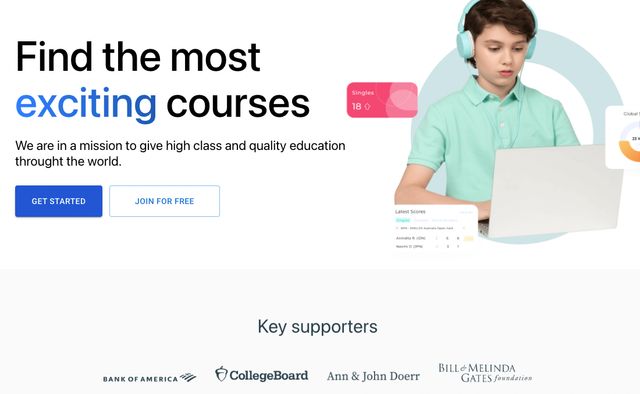 Find the most
exciting courses
We are in a mission to give high class and quality education
throught the world.
GET STARTED
JOIN FOR FREE
Singles
18
Global
Latest Scores
Key supporters
BANK OF AMERICA
CollegeBoard
Ann & John Doerr
BILL & MELINDA
GATES foundation